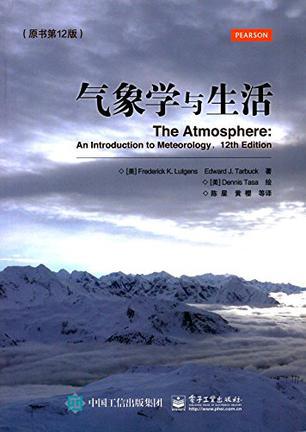 （原书第12版）
PEARSON
气象学与生活
The Atmosphere:
An Introduction to Meteorology, 12th Edition
◇ [美] Frederick K. Lutgens Edward J. Tarbuck 著
◇ [美] Dennis Tasa 绘
◇ 陈星 黄樱 等译
中国工信出版集团
电子工业出版社